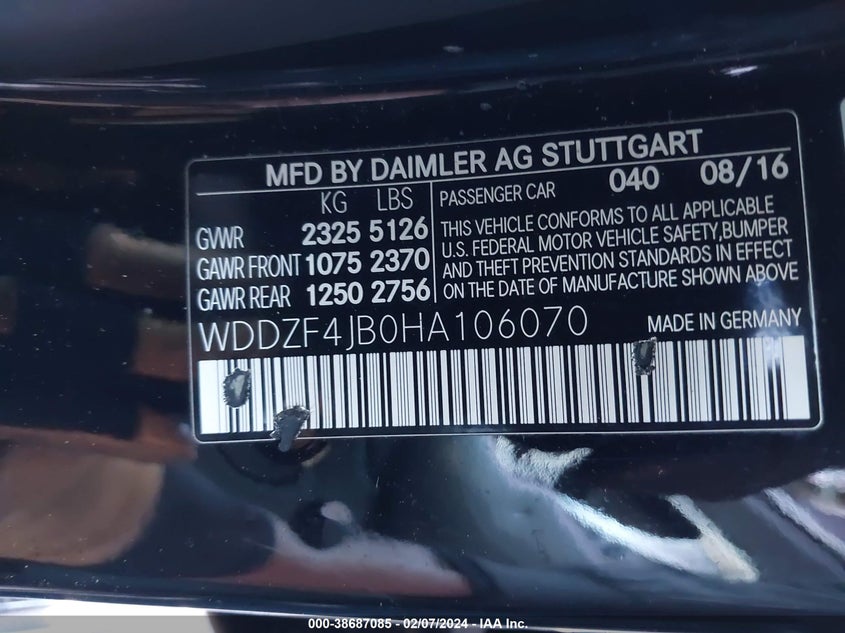 MFD BY DAIMLER AG STUTTGART
KG LBS
GVWR 2325 5126
GAWR FRONT 1075 2370
GAWR REAR 1250 2756
PASSENGER CAR 040 08/16
THIS VEHICLE CONFORMS TO ALL APPLICABLE
U.S. FEDERAL MOTOR VEHICLE SAFETY,BUMPER
AND THEFT PREVENTION STANDARDS IN EFFECT
ON THE DATE OF MANUFACTURE SHOWN ABOVE
WDDZF4JB0HA106070 MADE IN GERMANY
000-38687085 - 02/07/2024 - IAA Inc.